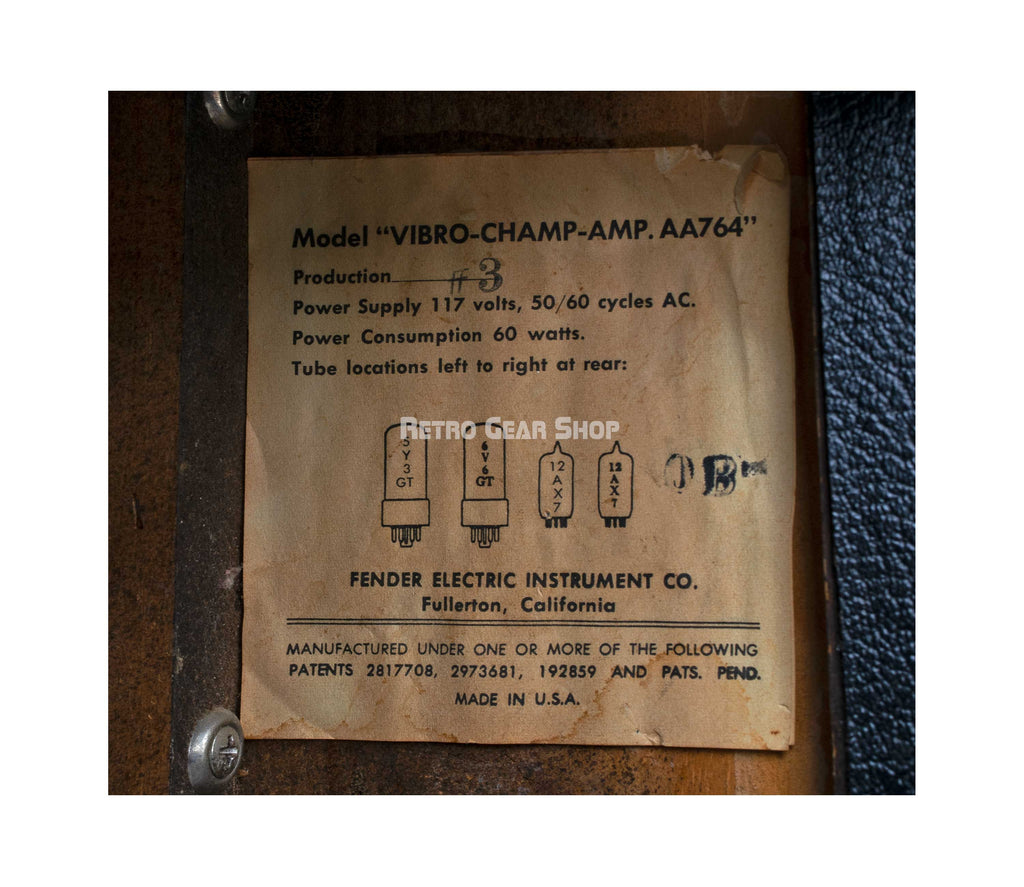 Model “VIBRO-CHAMP-AMP. AA764”
Production # 3
Power Supply 117 volts, 50/60 cycles AC.
Power Consumption 60 watts.
Tube locations left to right at rear:
RETRO GEAR SHOP
5Y3GT 6V6GT 12AX7 12AX7
B
FENDER ELECTRIC INSTRUMENT CO.
Fullerton, California
MANUFACTURED UNDER ONE OR MORE OF THE FOLLOWING
PATENTS 2817708, 2973681, 192859 AND PATS. PEND.
MADE IN U.S.A.